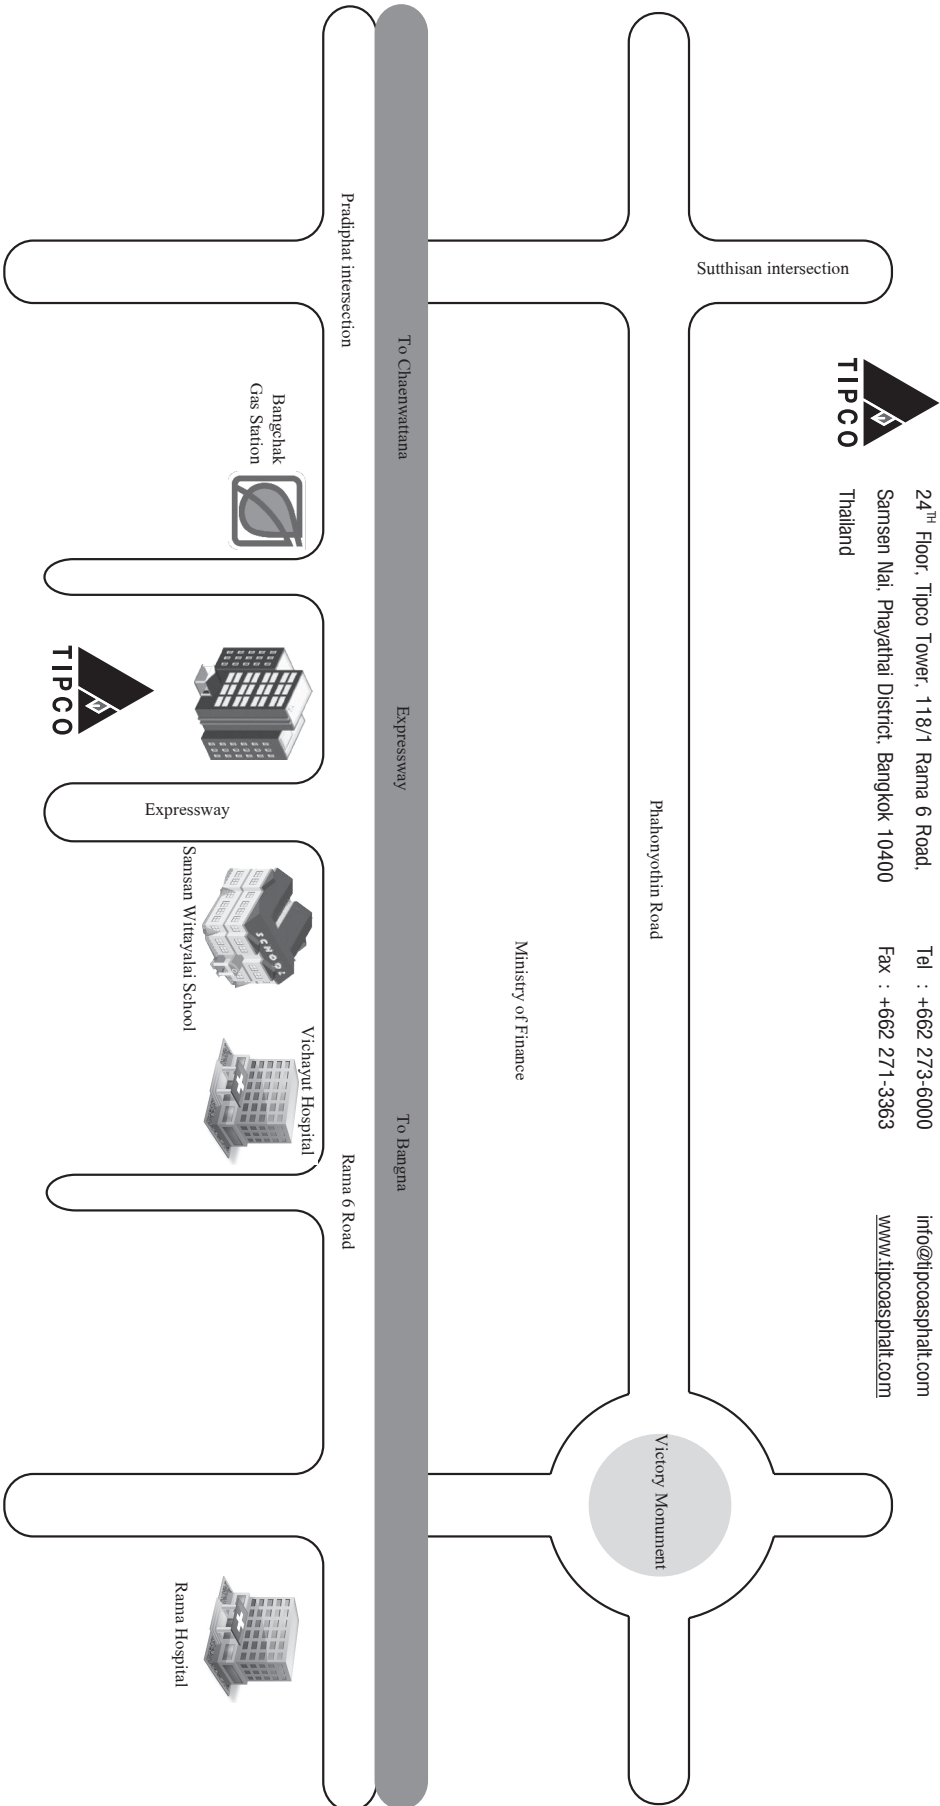 TIPCO
24TH Floor, Tipco Tower, 118/1 Rama 6 Road,
Samsen Nai, Phayathai District, Bangkok 10400
Thailand
Tel : +662 273-6000
Fax : +662 271-3363
info@tipcoasphalt.com
www.tipcoasphalt.com
Sutthisan intersection
Phahonyothin Road
Victory Monument
Ministry of Finance
To Chaenwattana
Expressway
To Bangna
Pradiphat intersection
Rama 6 Road
Bangchak
Gas Station
TIPCO
Expressway
SCHOOL
Samsan Wittayalai School
Vichayut Hospital
Rama Hospital